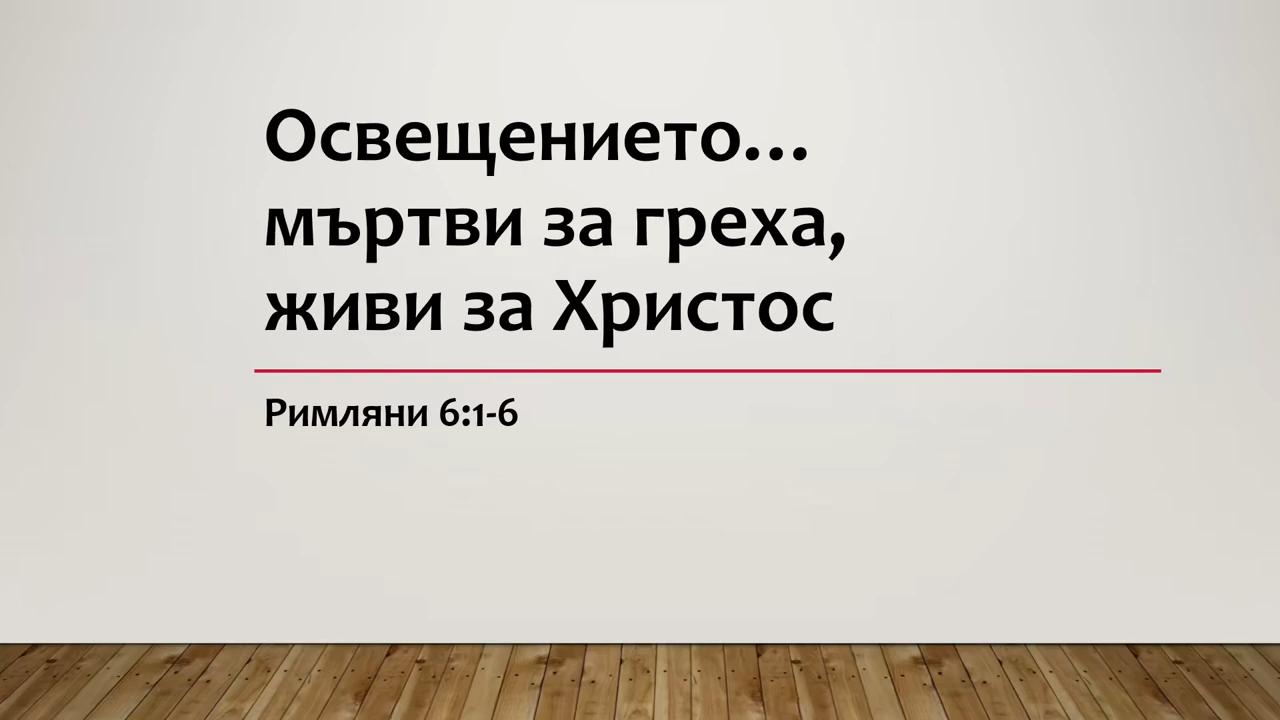 Освещението...
мъртви за греха,
живи за Христос
Римляни 6:1-6